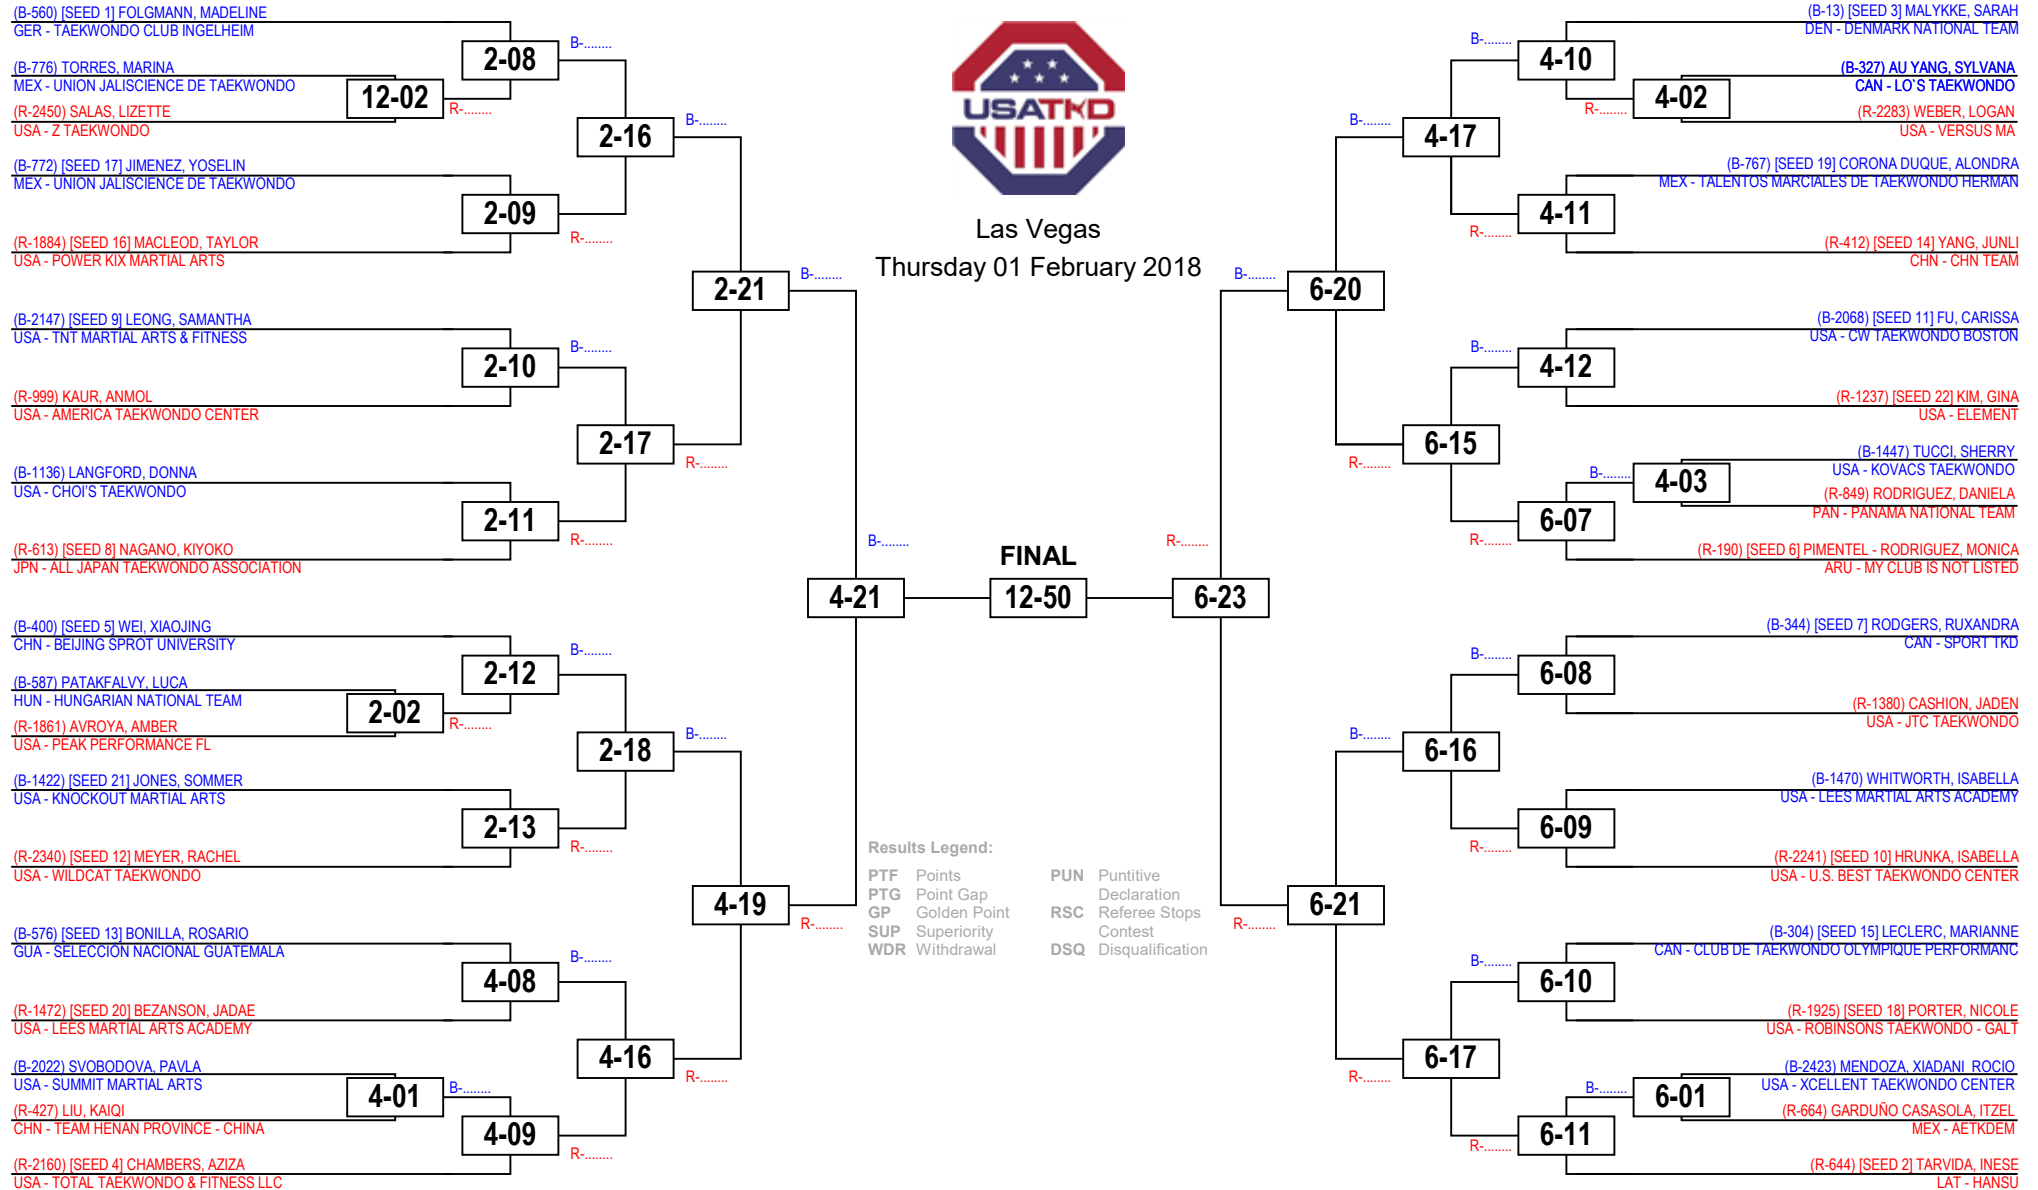 (B-560) [SEED 1] FOLGMANN, MADELINE
GER - TAEKWONDO CLUB INGELHEIM
2-08
B-........
(B-776) TORRES, MARINA
MEX - UNION JALISCIENCE DE TAEKWONDO
12-02
R-........
(R-2450) SALAS, LIZETTE
USA - Z TAEKWONDO
2-16
B-........
(B-772) [SEED 17] JIMENEZ, YOSELIN
MEX - UNION JALISCIENCE DE TAEKWONDO
2-09
R-........
(R-1884) [SEED 16] MACLEOD, TAYLOR
USA - POWER KIX MARTIAL ARTS
2-21
B-........
(B-2147) [SEED 9] LEONG, SAMANTHA
USA - TNT MARTIAL ARTS & FITNESS
2-10
B-........
(R-999) KAUR, ANMOL
USA - AMERICA TAEKWONDO CENTER
2-17
R-........
(B-1136) LANGFORD, DONNA
USA - CHOI'S TAEKWONDO
2-11
R-........
(R-613) [SEED 8] NAGANO, KIYOKO
JPN - ALL JAPAN TAEKWONDO ASSOCIATION
B-........
4-21
(B-400) [SEED 5] WEI, XIAOJING
CHN - BEIJING SPROT UNIVERSITY
2-12
B-........
(B-587) PATAKFALVY, LUCA
HUN - HUNGARIAN NATIONAL TEAM
2-02
R-........
(R-1861) AVROYA, AMBER
USA - PEAK PERFORMANCE FL
2-18
B-........
(B-1422) [SEED 21] JONES, SOMMER
USA - KNOCKOUT MARTIAL ARTS
2-13
R-........
(R-2340) [SEED 12] MEYER, RACHEL
USA - WILDCAT TAEKWONDO
4-19
R-........
(B-576) [SEED 13] BONILLA, ROSARIO
GUA - SELECCIÓN NACIONAL GUATEMALA
4-08
B-........
(R-1472) [SEED 20] BEZANSON, JADAE
USA - LEES MARTIAL ARTS ACADEMY
4-16
R-........
(B-2022) SVOBODOVA, PAVLA
USA - SUMMIT MARTIAL ARTS
4-01
B-........
(R-427) LIU, KAIQI
CHN - TEAM HENAN PROVINCE - CHINA
4-09
R-........
(R-2160) [SEED 4] CHAMBERS, AZIZA
USA - TOTAL TAEKWONDO & FITNESS LLC
USATKD
Las Vegas
Thursday 01 February 2018
FINAL
12-50
Results Legend:
PTF Points
PTG Point Gap
GP Golden Point
SUP Superiority
WDR Withdrawal
PUN Puntitive
Declaration
RSC Referee Stops
Contest
DSQ Disqualification
(B-13) [SEED 3] MALYKKE, SARAH
DEN - DENMARK NATIONAL TEAM
B-........
4-10
(B-327) AU YANG, SYLVANA
CAN - LO`S TAEKWONDO
R-........
4-02
(R-2283) WEBER, LOGAN
USA - VERSUS MA
B-........
4-17
(B-767) [SEED 19] CORONA DUQUE, ALONDRA
MEX - TALENTOS MARCIALES DE TAEKWONDO HERMAN
4-11
R-........
(R-412) [SEED 14] YANG, JUNLI
CHN - CHN TEAM
B-........
6-20
(B-2068) [SEED 11] FU, CARISSA
USA - CW TAEKWONDO BOSTON
B-........
4-12
(R-1237) [SEED 22] KIM, GINA
USA - ELEMENT
6-15
R-........
(B-1447) TUCCI, SHERRY
USA - KOVACS TAEKWONDO
B-........
4-03
(R-849) RODRIGUEZ, DANIELA
PAN - PANAMA NATIONAL TEAM
6-07
R-........
(R-190) [SEED 6] PIMENTEL - RODRIGUEZ, MONICA
ARU - MY CLUB IS NOT LISTED
R-........
6-23
(B-344) [SEED 7] RODGERS, RUXANDRA
CAN - SPORT TKD
B-........
6-08
(R-1380) CASHION, JADEN
USA - JTC TAEKWONDO
B-........
6-16
(B-1470) WHITWORTH, ISABELLA
USA - LEES MARTIAL ARTS ACADEMY
6-09
R-........
(R-2241) [SEED 10] HRUNKA, ISABELLA
USA - U.S. BEST TAEKWONDO CENTER
6-21
R-........
(B-304) [SEED 15] LECLERC, MARIANNE
CAN - CLUB DE TAEKWONDO OLYMPIQUE PERFORMANC
B-........
6-10
(R-1925) [SEED 18] PORTER, NICOLE
USA - ROBINSONS TAEKWONDO - GALT
6-17
R-........
(B-2423) MENDOZA, XIADANI ROCIO
USA - XCELLENT TAEKWONDO CENTER
B-........
6-01
(R-664) GARDUÑO CASASOLA, ITZEL
MEX - AETKDEM
6-11
R-........
(R-644) [SEED 2] TARVIDA, INESE
LAT - HANSU